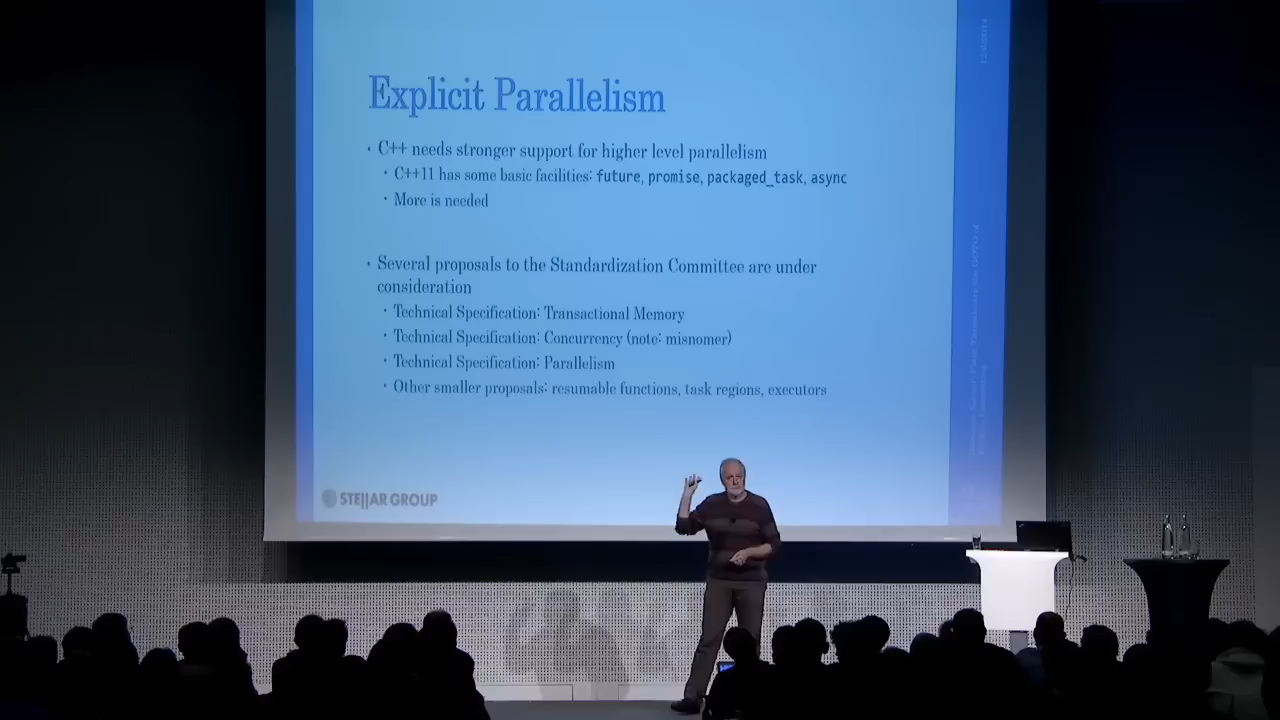 Explicit Parallelism
• C++ needs stronger support for higher level parallelism
• C++11 has some basic facilities: future, promise, packaged_task, async
• More is needed
• Several proposals to the Standardization Committee are under
consideration
• Technical Specification: Transactional Memory
• Technical Specification: Concurrency (note: misnomer)
• Technical Specification: Parallelism
• Other smaller proposals: resumable functions, task regions, executors
STE||AR GROUP